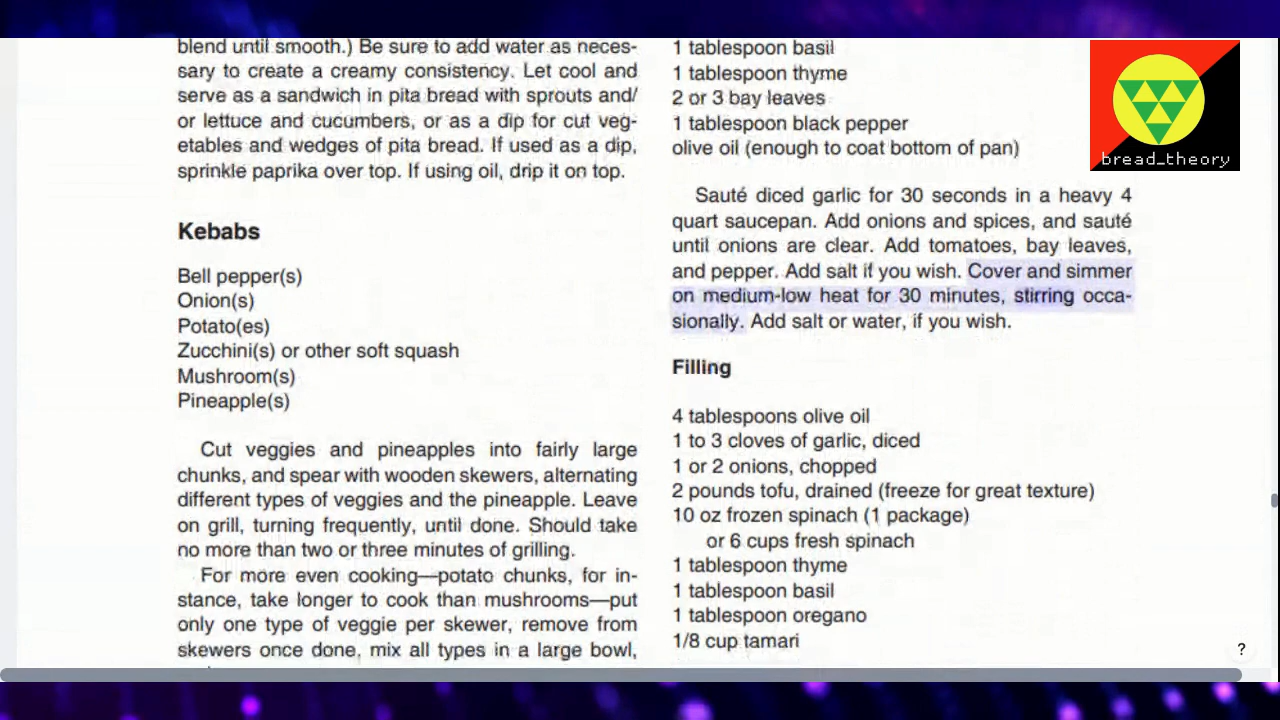 blend until smooth.) Be sure to add water as neces-
sary to create a creamy consistency. Let cool and
serve as a sandwich in pita bread with sprouts and/
or lettuce and cucumbers, or as a dip for cut veg-
etables and wedges of pita bread. If used as a dip,
sprinkle paprika over top. If using oil, drip it on top.
Kebabs
Bell pepper(s)
Onion(s)
Potato(es)
Zucchini(s) or other soft squash
Mushroom(s)
Pineapple(s)
Cut veggies and pineapples into fairly large
chunks, and spear with wooden skewers, alternating
different types of veggies and the pineapple. Leave
on grill, turning frequently, until done. Should take
no more than two or three minutes of grilling.
For more even cooking—potato chunks, for in-
stance, take longer to cook than mushrooms—put
only one type of veggie per skewer, remove from
skewers once done, mix all types in a large bowl,
1 tablespoon basil
1 tablespoon thyme
2 or 3 bay leaves
1 tablespoon black pepper
olive oil (enough to coat bottom of pan)
Sauté diced garlic for 30 seconds in a heavy 4
quart saucepan. Add onions and spices, and sauté
until onions are clear. Add tomatoes, bay leaves,
and pepper. Add salt if you wish. Cover and simmer
on medium-low heat for 30 minutes, stirring occa-
sionally. Add salt or water, if you wish.
Filling
4 tablespoons olive oil
1 to 3 cloves of garlic, diced
1 or 2 onions, chopped
2 pounds tofu, drained (freeze for great texture)
10 oz frozen spinach (1 package)
or 6 cups fresh spinach
1 tablespoon thyme
1 tablespoon basil
1 tablespoon oregano
1/8 cup tamari
bread_theory
?